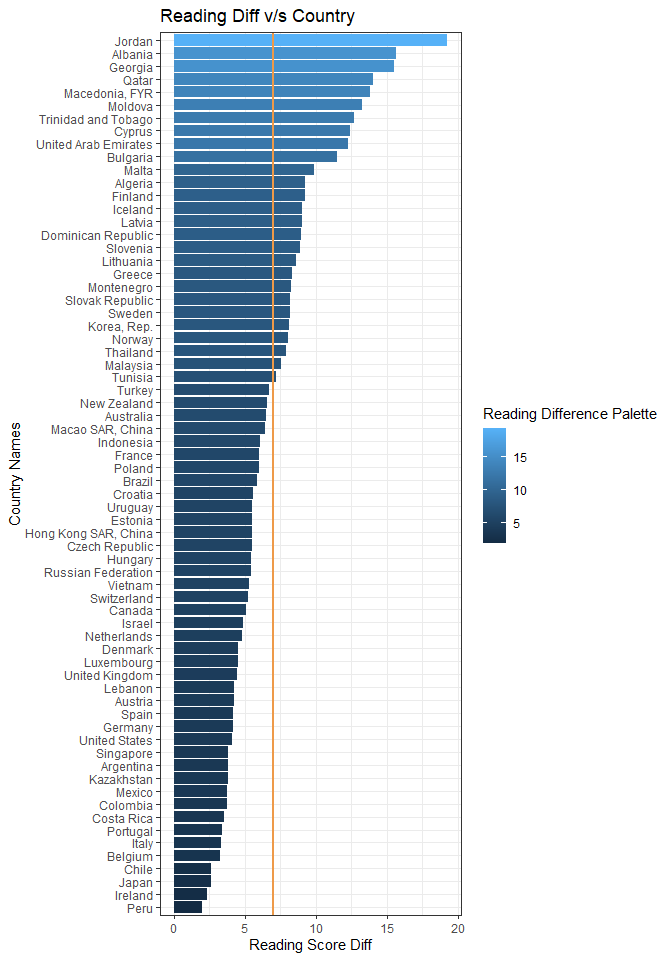 Reading Diff v/s Country
Jordan
Albania
Georgia
Qatar
Macedonia, FYR
Moldova
Trinidad and Tobago
Cyprus
United Arab Emirates
Bulgaria
Malta
Algeria
Finland
Iceland
Latvia
Dominican Republic
Slovenia
Lithuania
Greece
Montenegro
Slovak Republic
Sweden
Korea, Rep.
Norway
Thailand
Malaysia
Tunisia
Turkey
New Zealand
Australia
Macao SAR, China
Indonesia
France
Poland
Brazil
Croatia
Uruguay
Estonia
Hong Kong SAR, China
Czech Republic
Hungary
Russian Federation
Vietnam
Switzerland
Canada
Israel
Netherlands
Denmark
Luxembourg
United Kingdom
Lebanon
Austria
Spain
Germany
United States
Singapore
Argentina
Kazakhstan
Mexico
Colombia
Costa Rica
Portugal
Italy
Belgium
Chile
Japan
Ireland
Peru
Country Names
0 5 10 15 20
Reading Score Diff
Reading Difference Palette
15
10
5